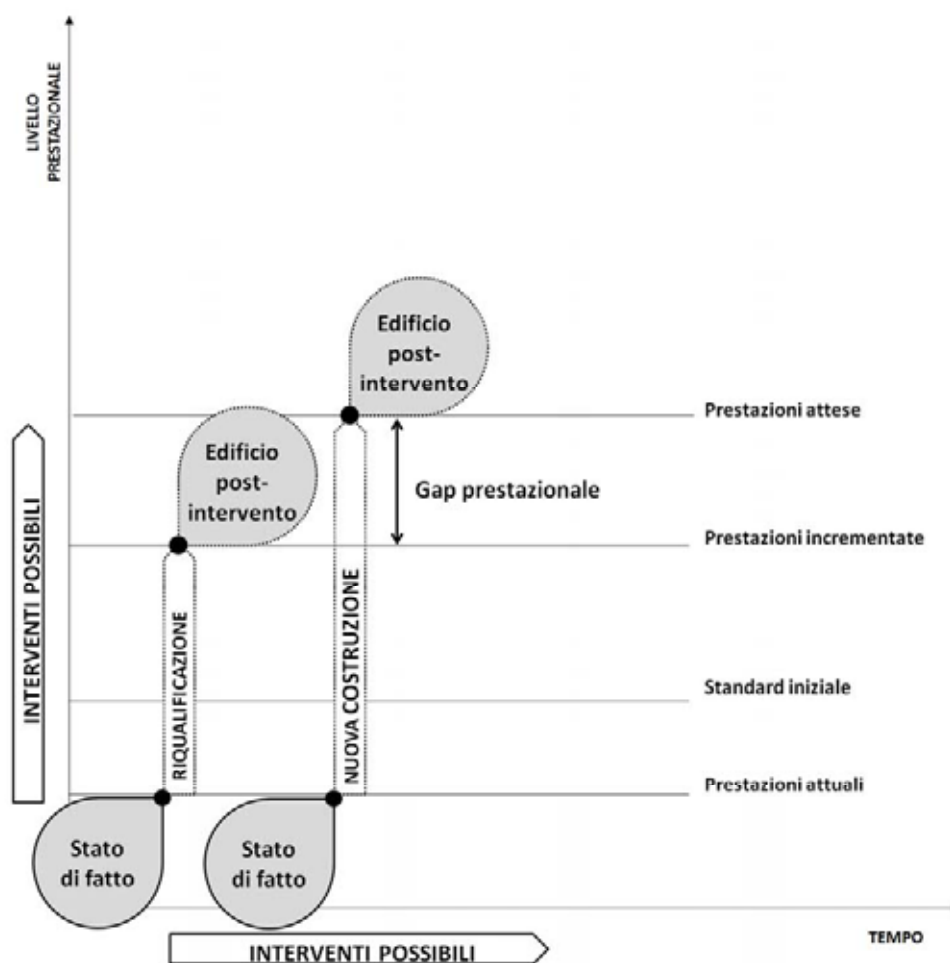 LIVELLO
PRESTAZIONALE
Edificio
post-
intervento
Prestazioni attese
Edificio
post-
intervento
Gap prestazionale
Prestazioni incrementate
INTERVENTI POSSIBILI
RIQUALIFICAZIONE
NUOVA COSTRUZIONE
Standard iniziale
Prestazioni attuali
Stato
di fatto
Stato
di fatto
TEMPO
INTERVENTI POSSIBILI